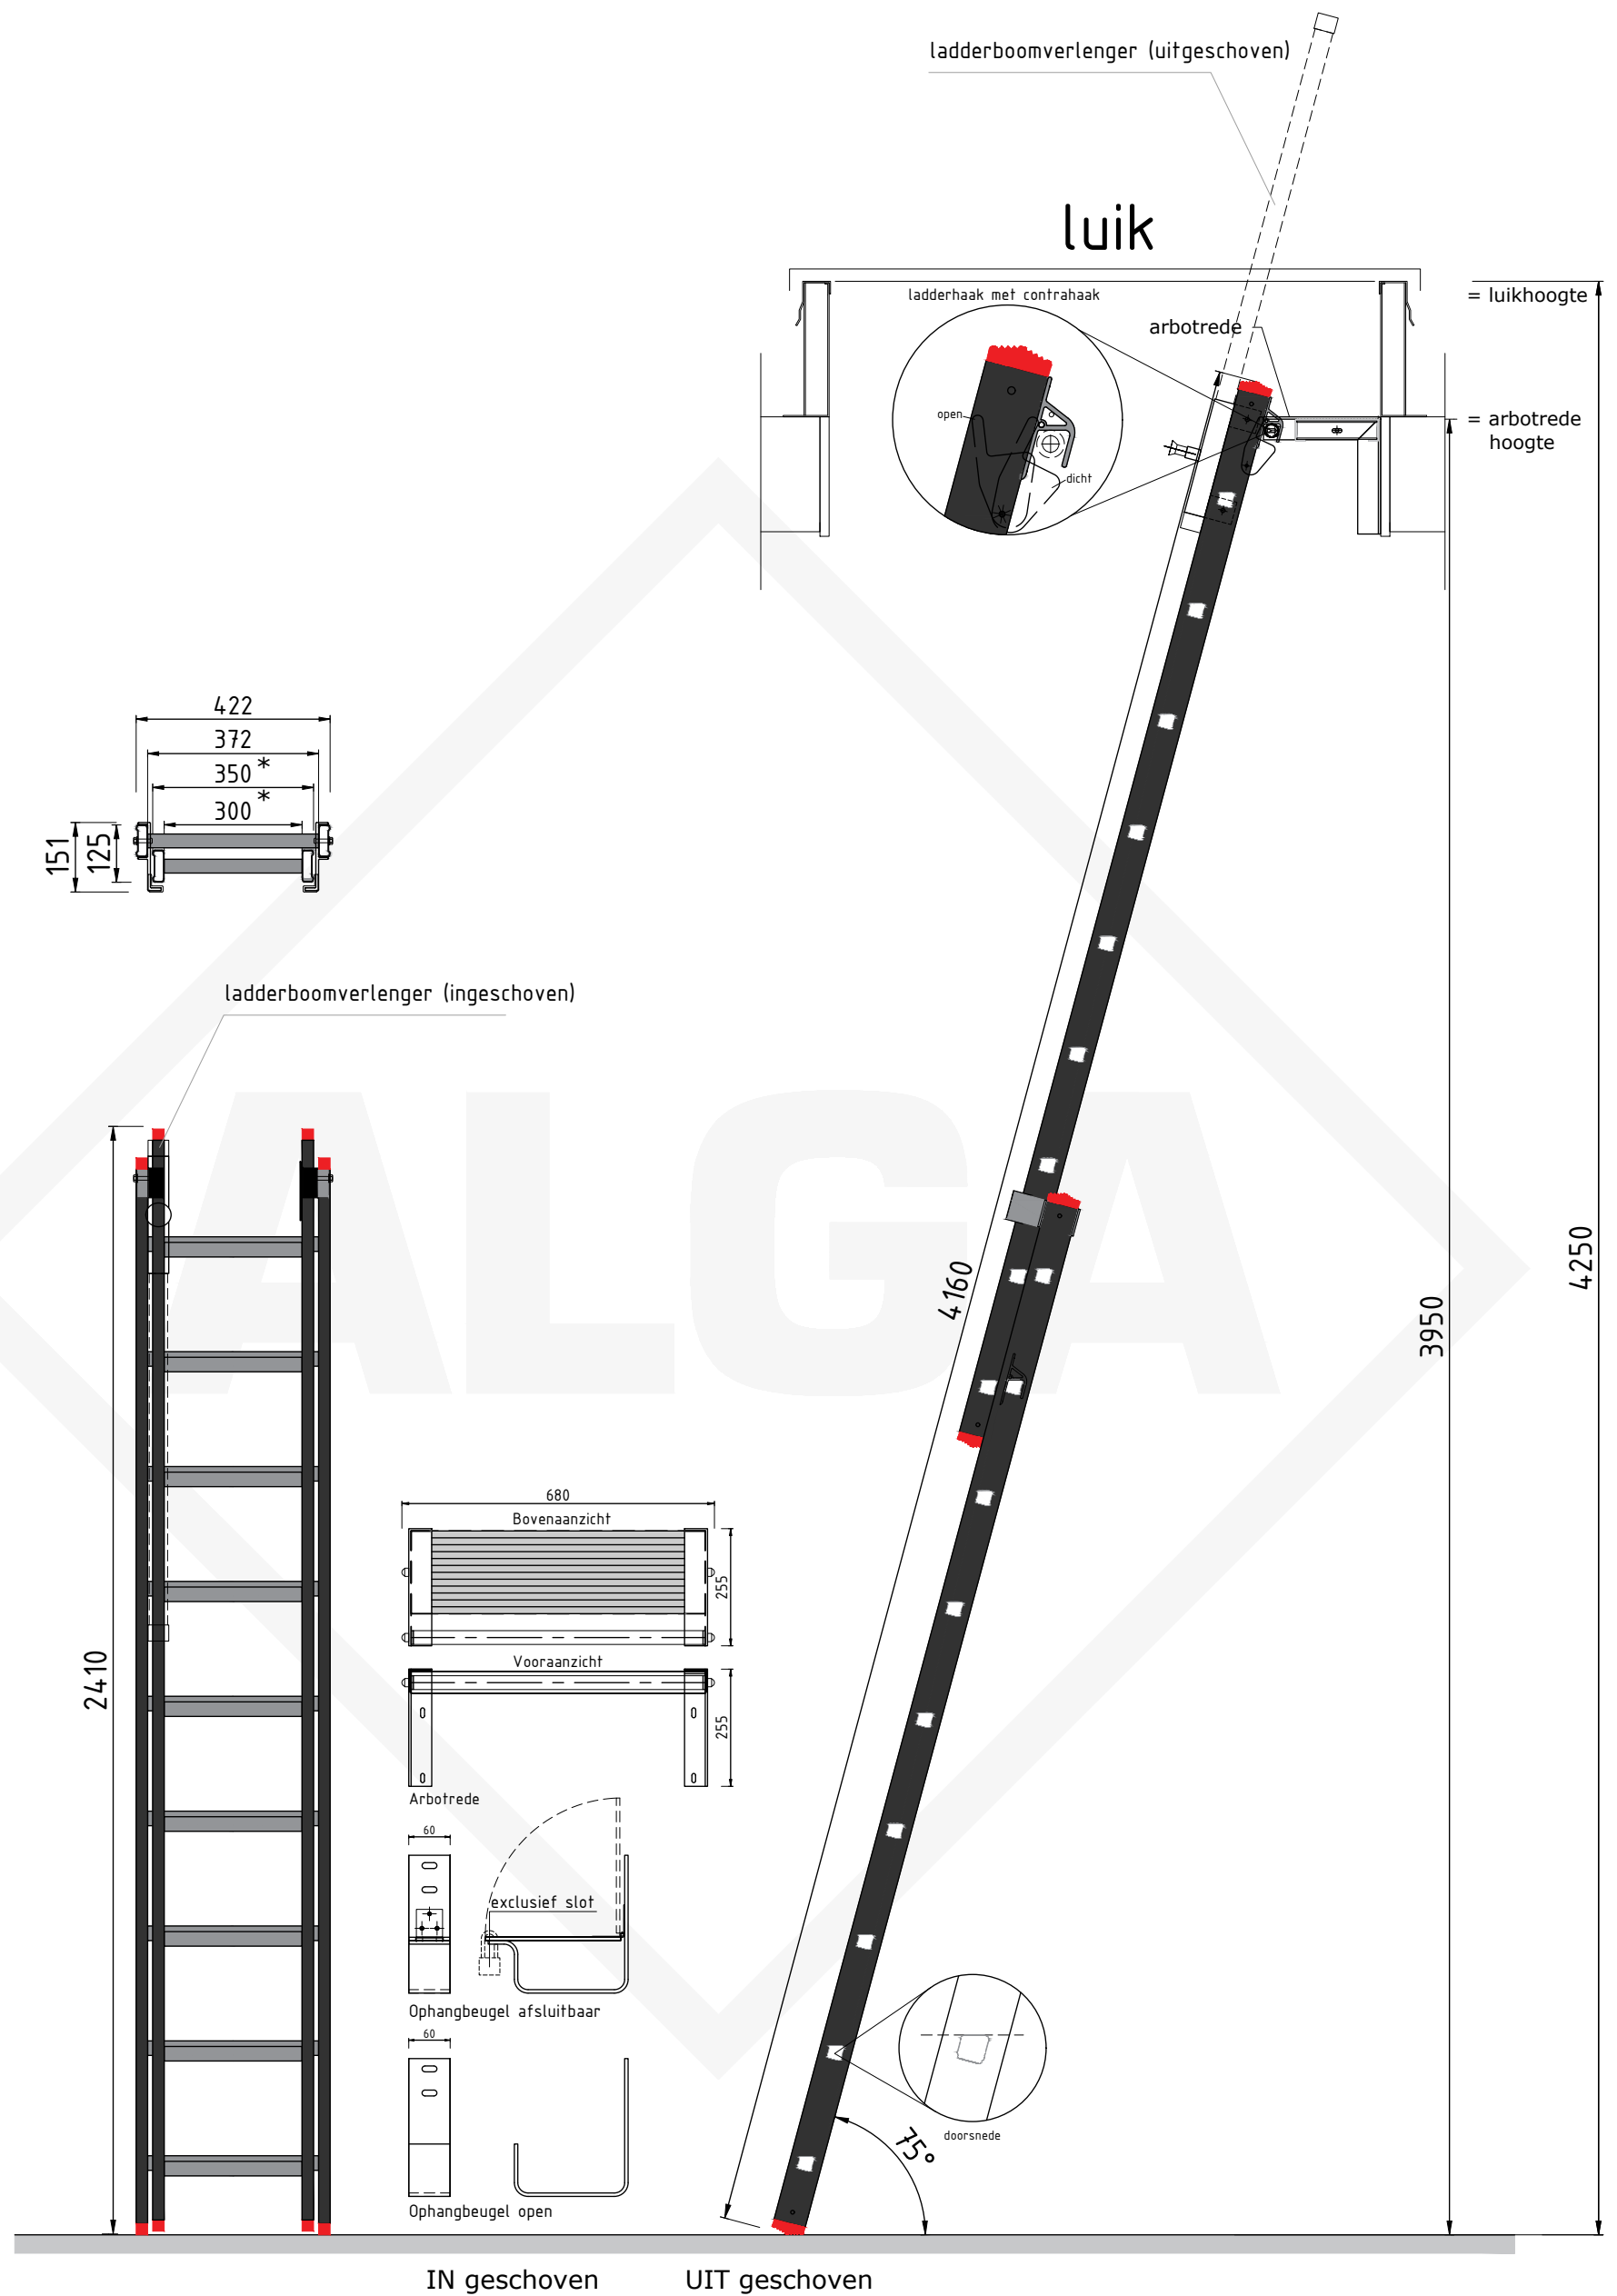 ladderboomverlenger (uitgeschoven)
luik
ladderhaak met contrahaak
= luikhoogte
arbotrede
open
dicht
= arbotrede
hoogte
422
372
350 *
300 *
151
125
ladderboomverlenger (ingeschoven)
ALGA
4160
3950
4250
2410
680
Bovenaanzicht
255
Vooraanzicht
255
Arbotrede
60
exclusief slot
Ophangbeugel afsluitbaar
60
Ophangbeugel open
doorsnede
75°
IN geschoven
UIT geschoven